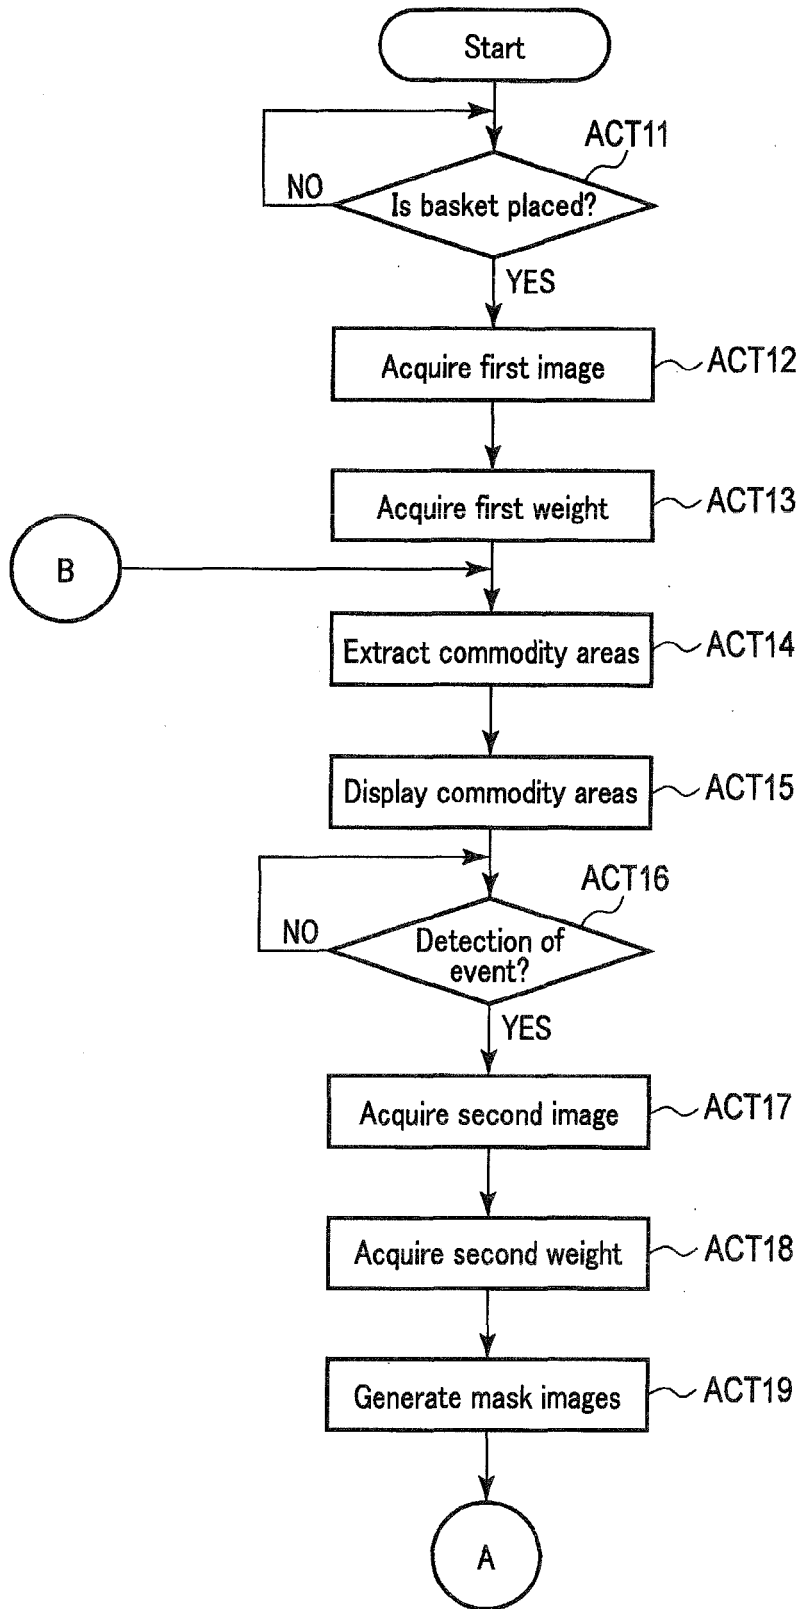 Start
ACT11
NO
Is basket placed?
YES
Acquire first image
ACT12
Acquire first weight
ACT13
B
Extract commodity areas
ACT14
Display commodity areas
ACT15
ACT16
NO
Detection of
event?
YES
Acquire second image
ACT17
Acquire second weight
ACT18
Generate mask images
ACT19
A